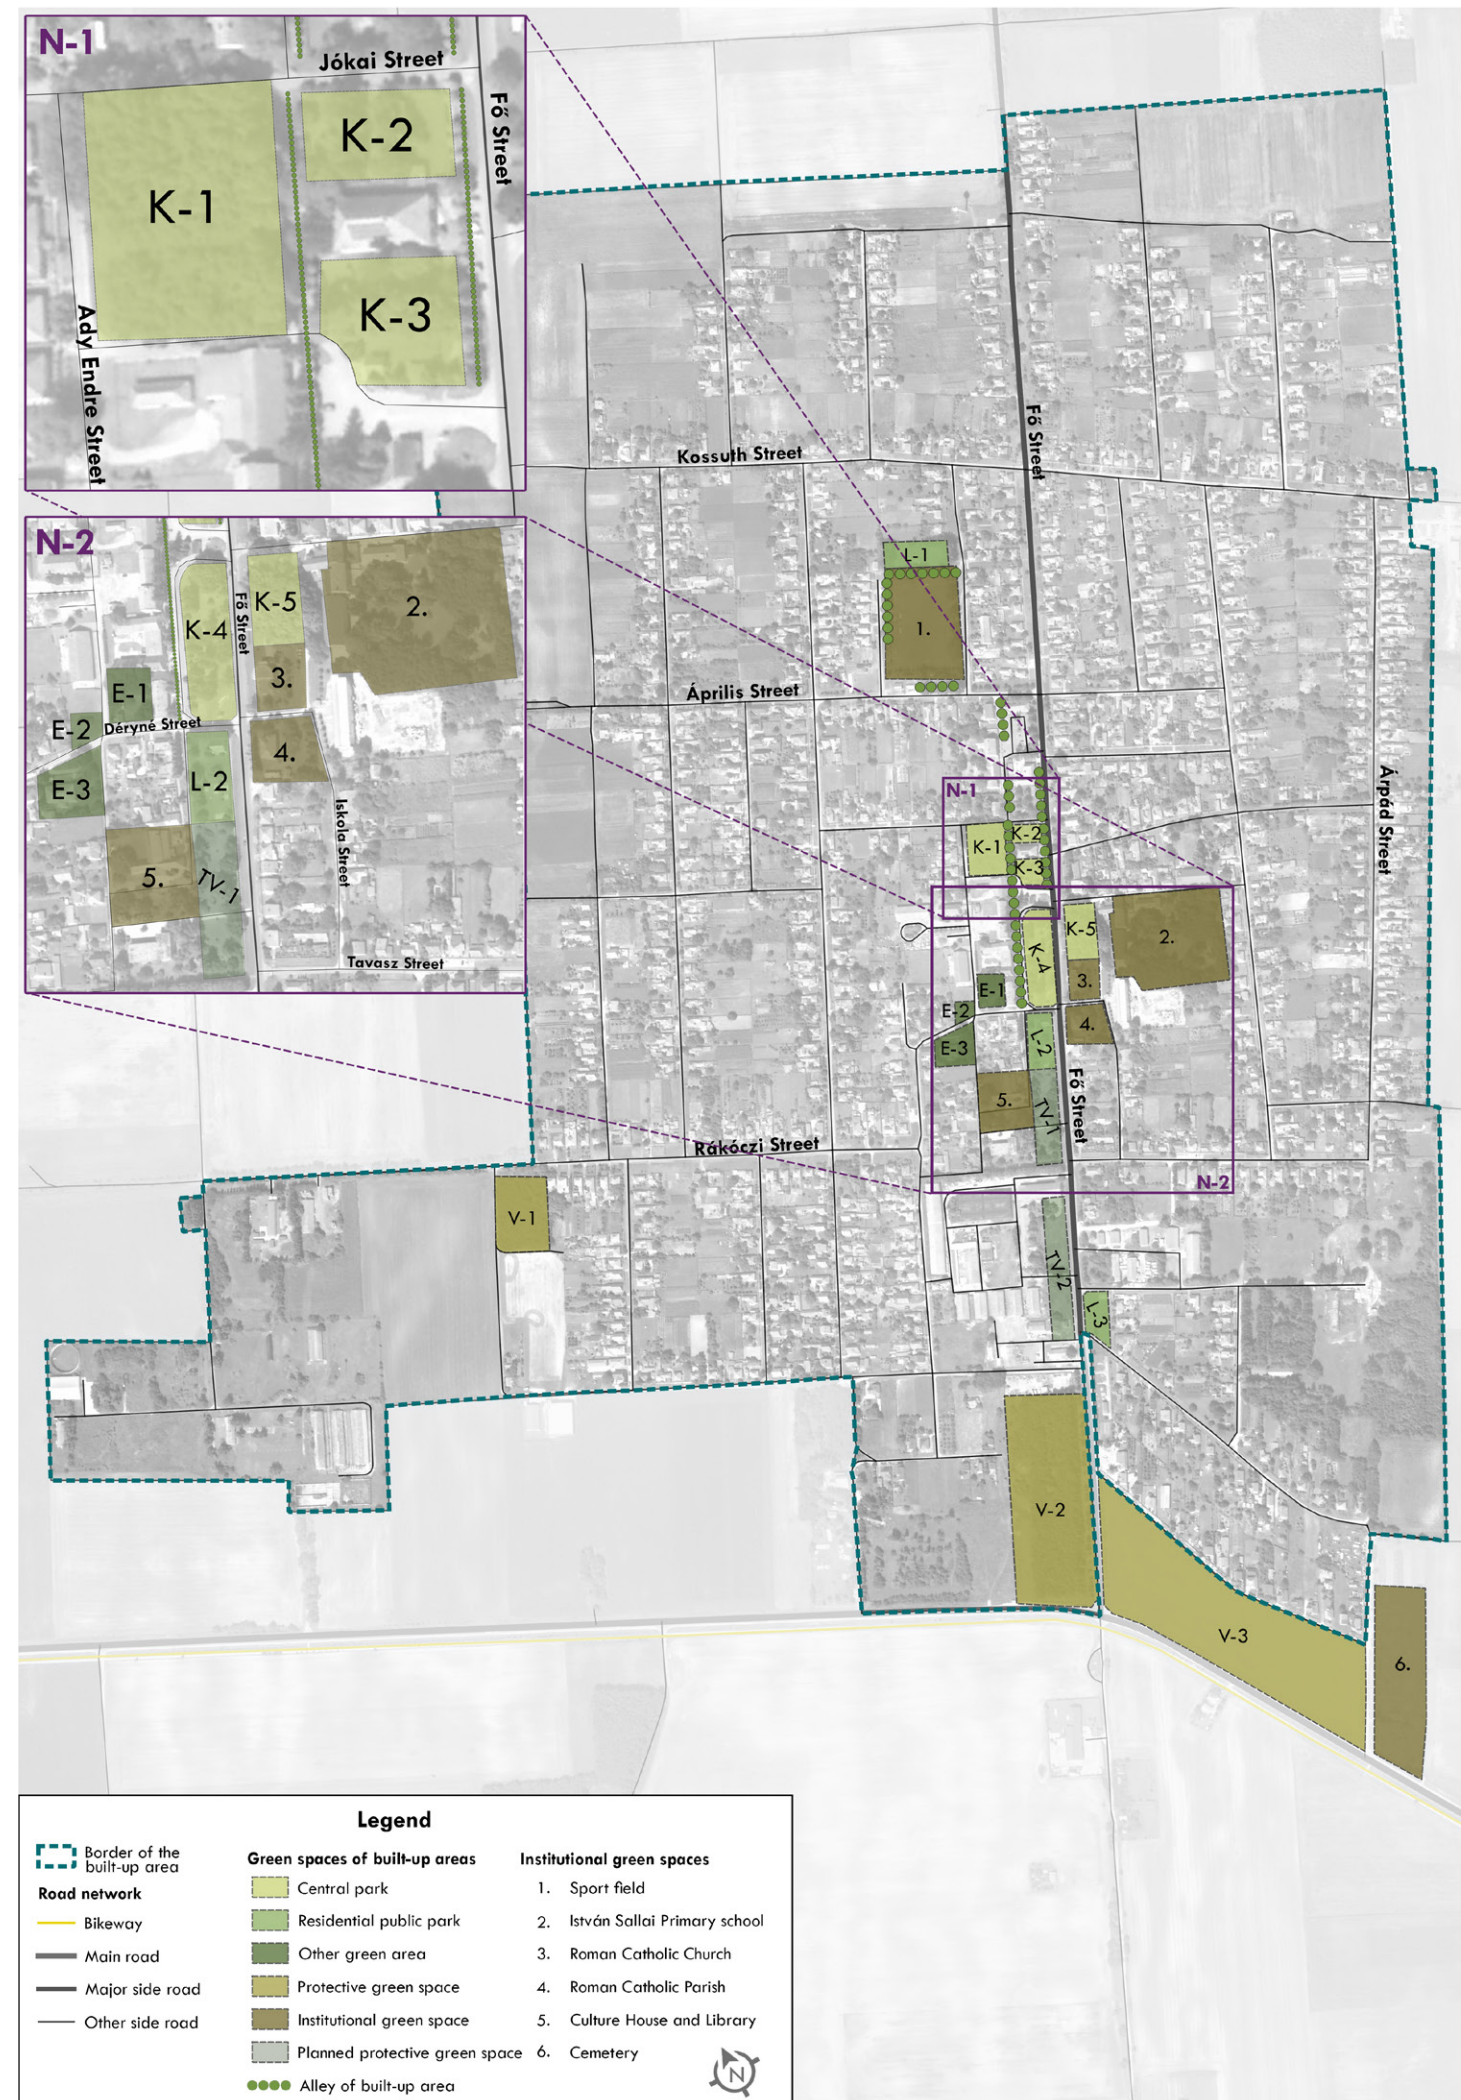 N-1
Jókai Street
Fő Street
K-2
K-1
K-3
Ady Endre Street
N-2
K-5
2.
Fő Street
K-4
3.
E-1
E-2
Déryné Street
4.
E-3
L-2
Iskola Street
5.
TV-1
Tavasz Street
Fő Street
Kossuth Street
L-1
1.
Április Street
Árpád Street
N-1
K-2
K-1
K-3
K-5
2.
K-4
3.
E-1
E-2
4.
E-3
L-2
Fő Street
5.
TV-1
Rákóczi Street
N-2
V-1
TV-2
L-3
V-2
V-3
6.
Legend
Border of the
built-up area
Road network
Bikeway
Main road
Major side road
Other side road
Green spaces of built-up areas
Central park
Residential public park
Other green area
Protective green space
Institutional green space
Planned protective green space
Alley of built-up area
Institutional green spaces
1. Sport field
2. István Sallai Primary school
3. Roman Catholic Church
4. Roman Catholic Parish
5. Culture House and Library
6. Cemetery
N